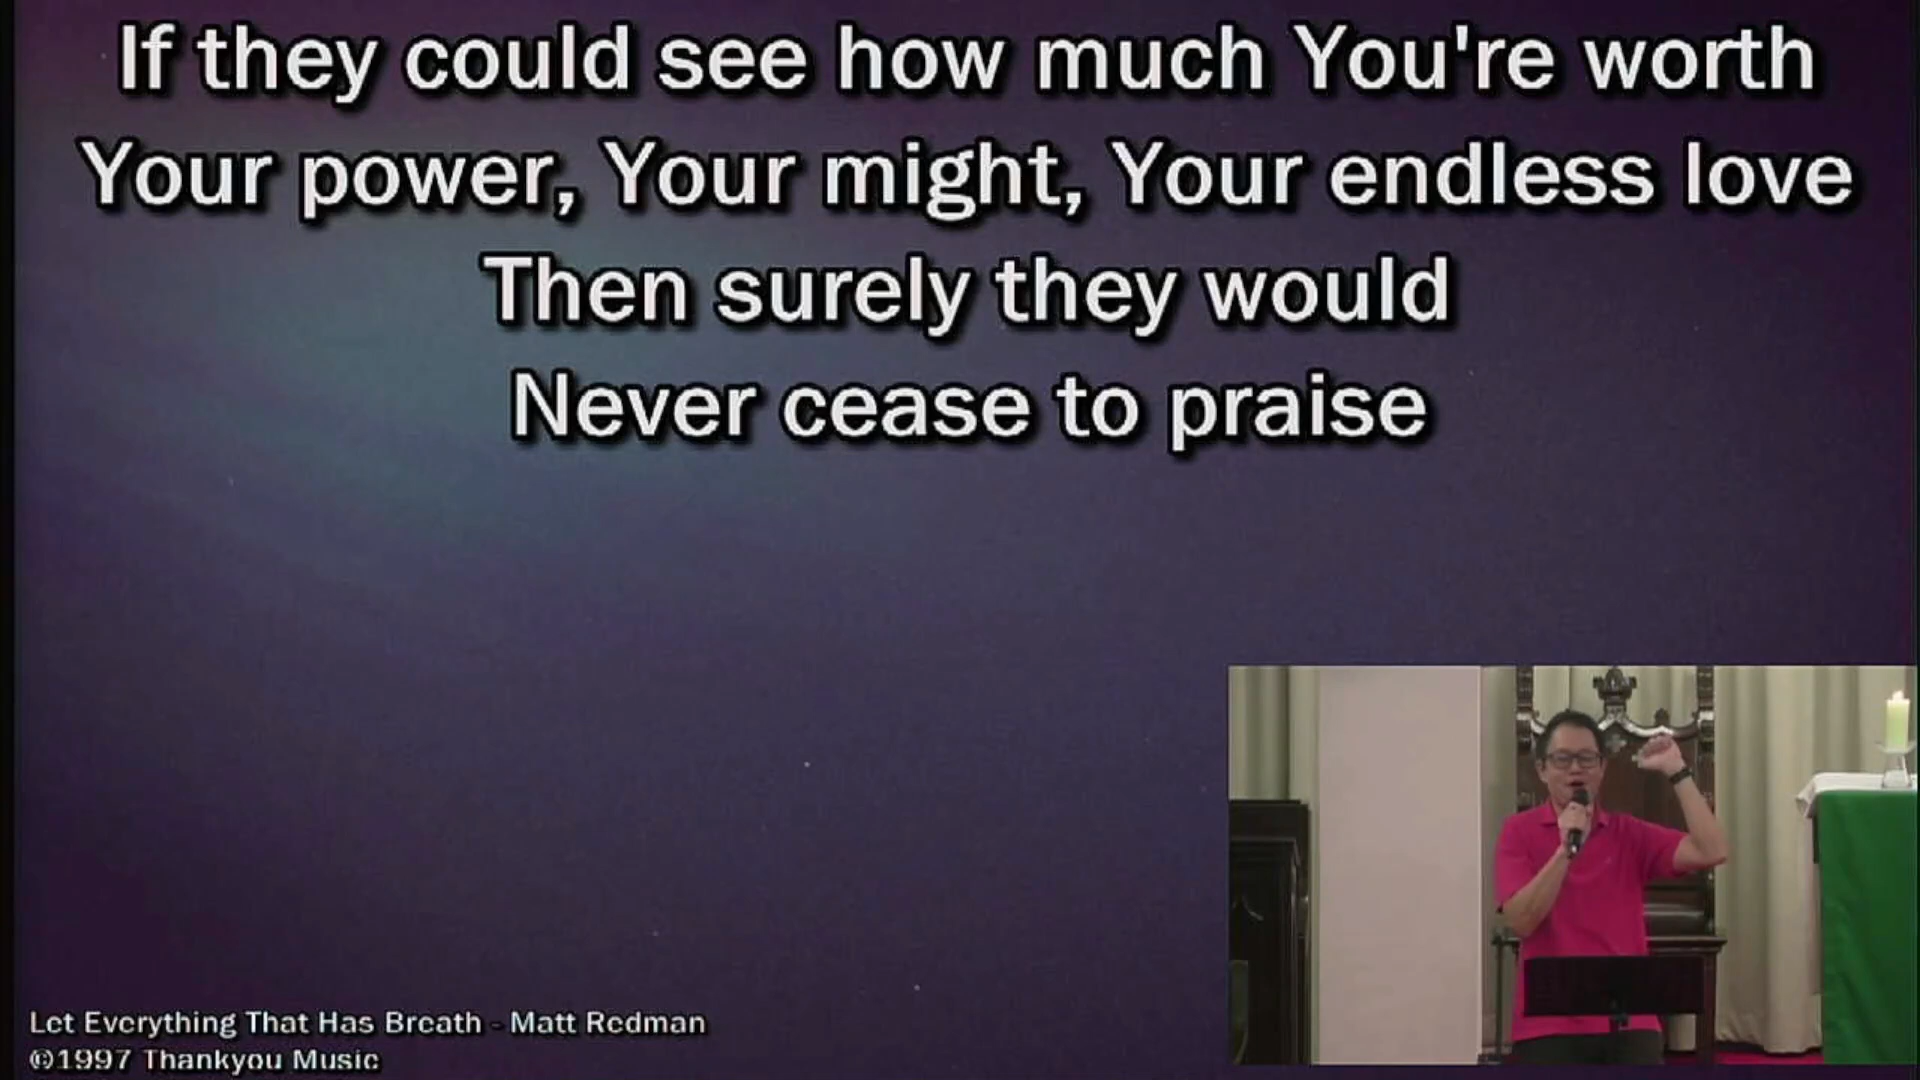 If they could see how much You're worth
Your power, Your might, Your endless love
Then surely they would
Never cease to praise
Let Everything That Has Breath - Matt Redman
©1997 Thankyou Music